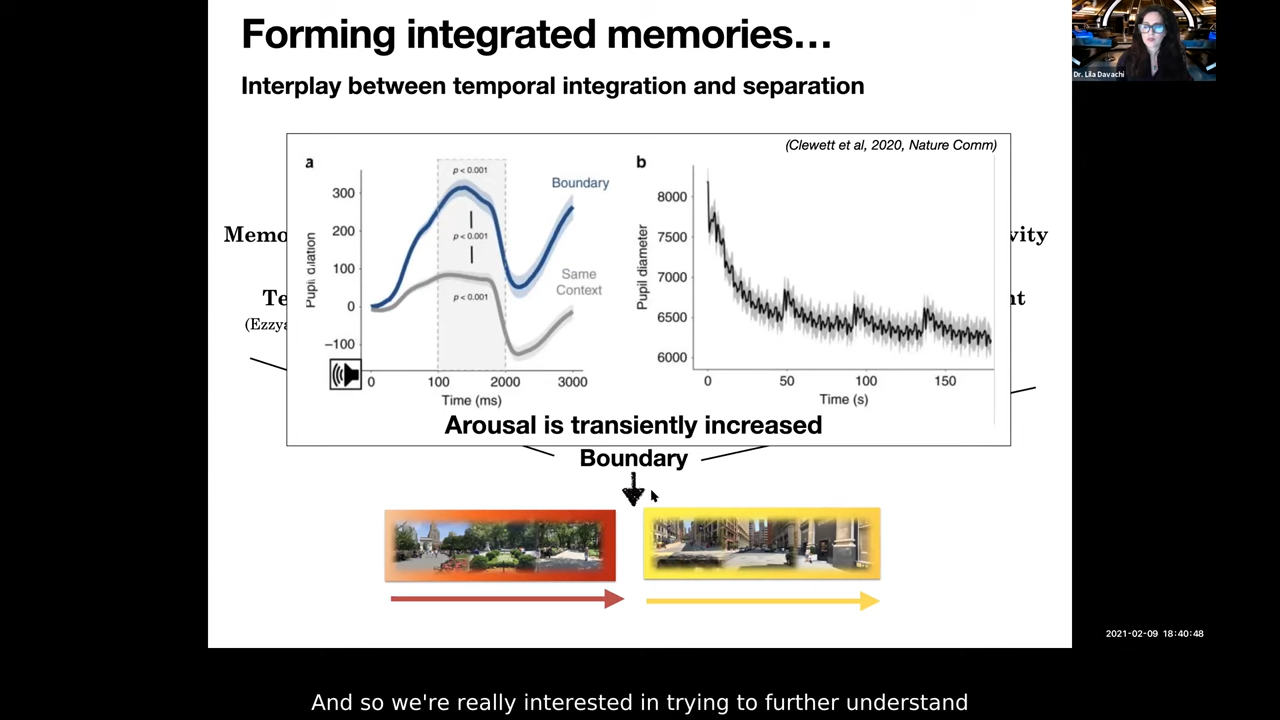 Forming integrated memories...
Interplay between temporal integration and separation
Dr. Lila Davachi
(Clewett et al, 2020, Nature Comm)
a
p < 0.001
p < 0.001
p < 0.001
Boundary
Same
Context
Pupil dilation
300
200
100
0
−100
0
100
2000
3000
Time (ms)
b
Pupil diameter
8000
7500
7000
6500
6000
0
50
100
150
Time (s)
Arousal is transiently increased
Memo
vity
Te
nt
(Ezzya
Boundary
2021-02-09 18:40:48
And so we're really interested in trying to further understand